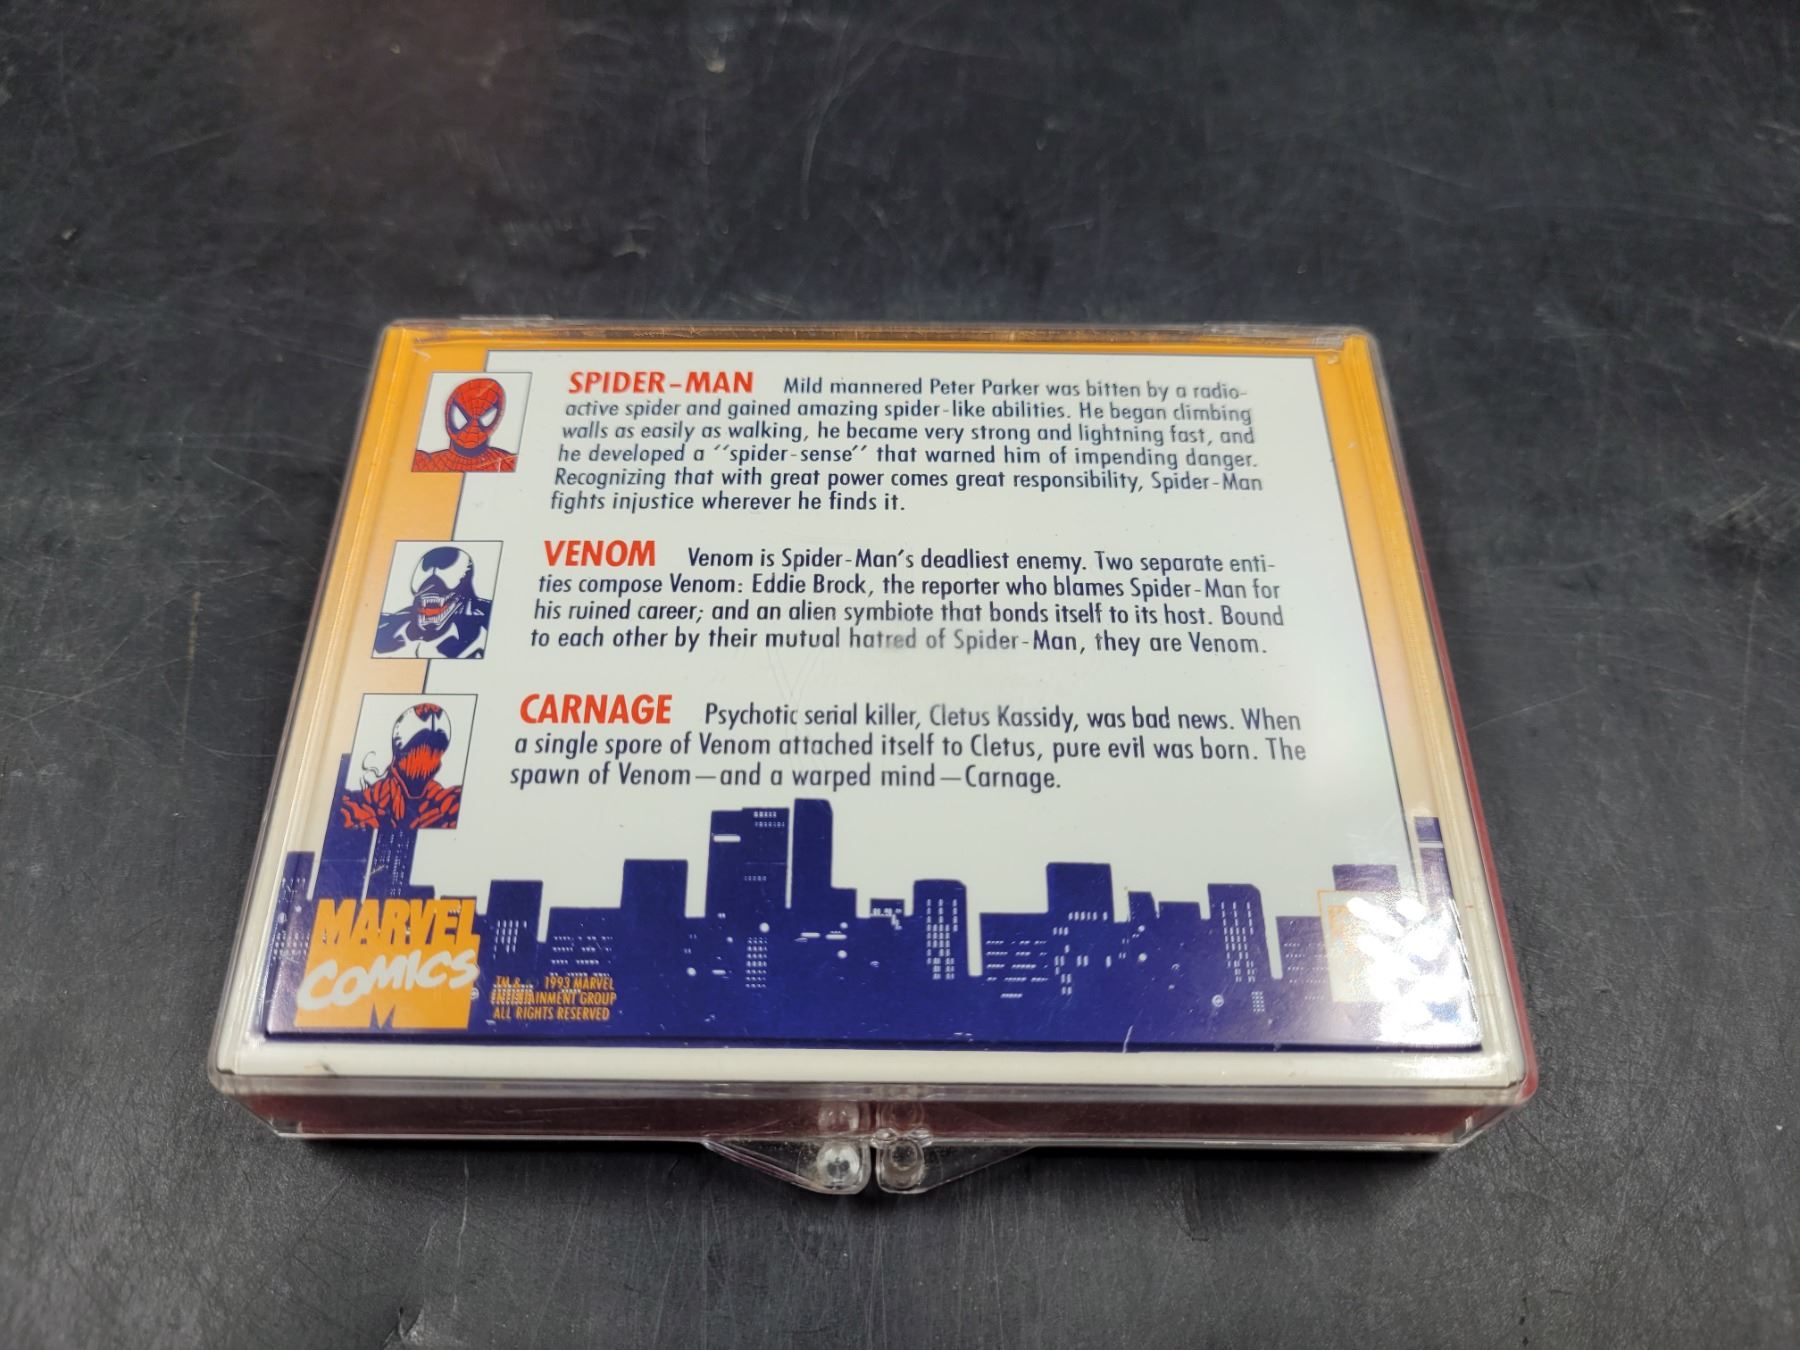 SPIDER-MAN Mild mannered Peter Parker was bitten by a radio-
active spider and gained amazing spider-like abilities. He began climbing
walls as easily as walking, he became very strong and lightning fast, and
he developed a "spider-sense" that warned him of impending danger.
Recognizing that with great power comes great responsibility, Spider-Man
fights injustice wherever he finds it.
VENOM Venom is Spider-Man's deadliest enemy. Two separate enti-
ties compose Venom: Eddie Brock, the reporter who blames Spider-Man for
his ruined career; and an alien symbiote that bonds itself to its host. Bound
to each other by their mutual hatred of Spider-Man, they are Venom.
CARNAGE Psychotic serial killer, Cletus Kassidy, was bad news. When
a single spore of Venom attached itself to Cletus, pure evil was born. The
spawn of Venom—and a warped mind—Carnage.
MARVEL
COMICS
TM & 1993 MARVEL
ENTERTAINMENT GROUP
ALL RIGHTS RESERVED